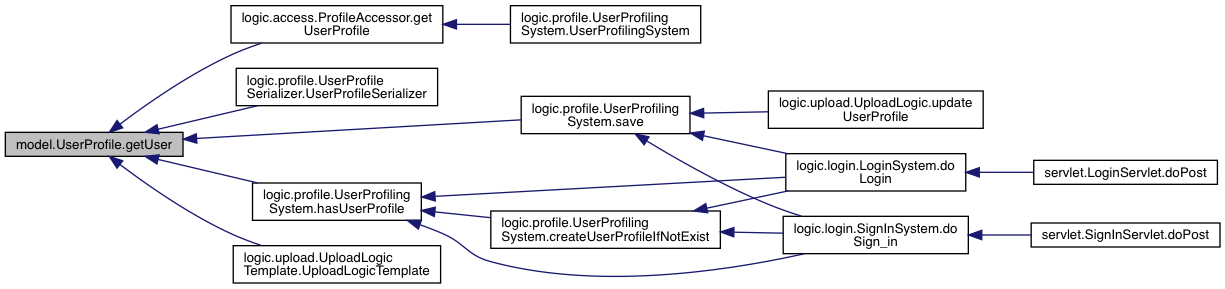 logic.access.ProfileAccessor.get
UserProfile
logic.profile.UserProfiling
System.UserProfilingSystem
logic.profile.UserProfile
Serializer.UserProfileSerializer
logic.profile.UserProfiling
System.save
logic.upload.UploadLogic.update
UserProfile
model.UserProfile.getUser
logic.login.LoginSystem.do
Login
servlet.LoginServlet.doPost
logic.profile.UserProfiling
System.hasUserProfile
logic.profile.UserProfiling
System.createUserProfileIfNotExist
logic.login.SignInSystem.do
Sign_in
servlet.SignInServlet.doPost
logic.upload.UploadLogic
Template.UploadLogicTemplate